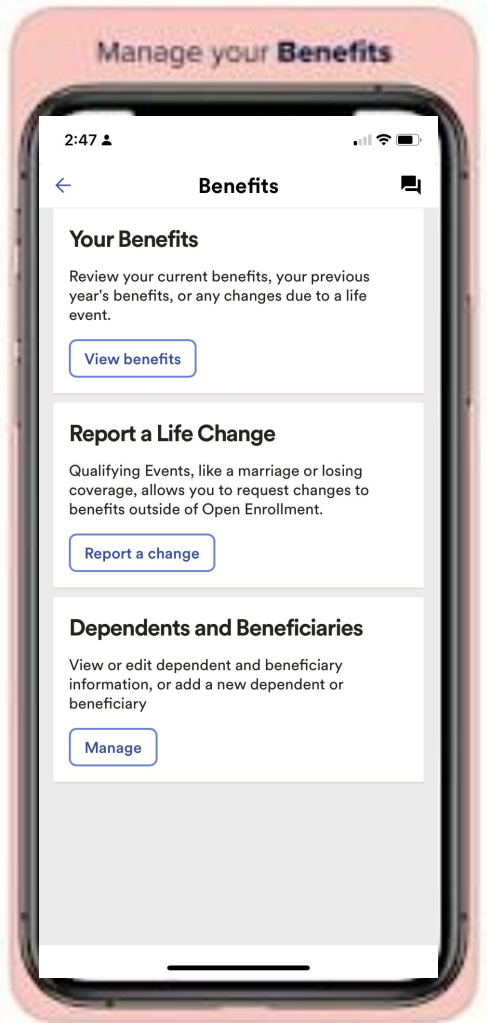 Manage your Benefits
2:47
Benefits
Your Benefits
Review your current benefits, your previous
year's benefits, or any changes due to a life
event.
View benefits
Report a Life Change
Qualifying Events, like a marriage or losing
coverage, allows you to request changes to
benefits outside of Open Enrollment.
Report a change
Dependents and Beneficiaries
View or edit dependent and beneficiary
information, or add a new dependent or
beneficiary
Manage